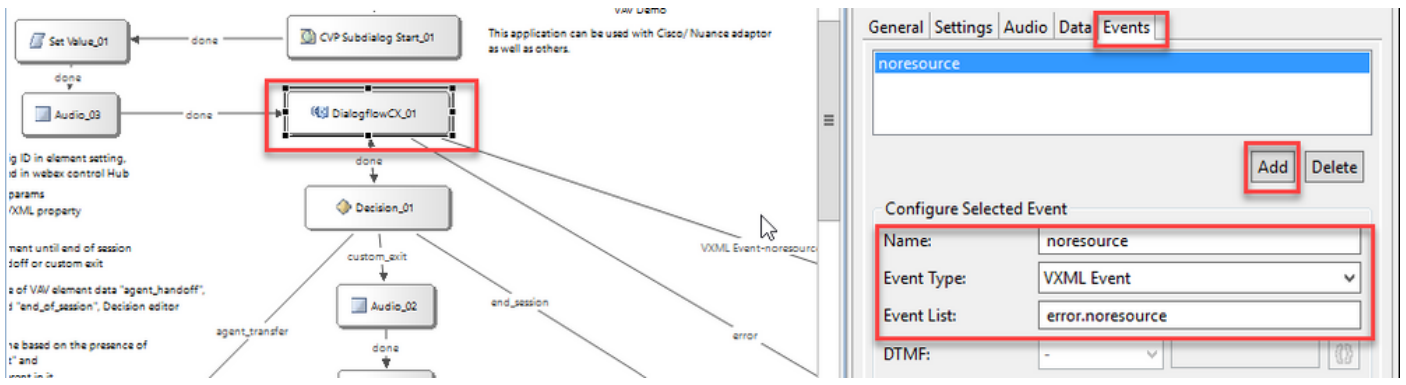 VAV Demo
This application can be used with Cisco/ Nuance adaptor
as well as others.
Set Value_01
done
CVP Subdialog Start_01
done
Audio_03
done
DialogflowCX_01
ig ID in element setting,
d in webex control Hub
params
VXML property
ment until end of session
doff or custom exit
e of VAV element data "agent_handoff",
d "end_of_session", Decision editor
ne based on the presence of
t" and
done
Decision_01
custom_exit
VXML Event-noresourc
Audio_02
end_session
agent_transfer
error
done
General
Settings
Audio
Data
Events
noresource
Add
Delete
Configure Selected Event
Name:
noresource
Event Type:
VXML Event
Event List:
error.noresource
DTMF:
-